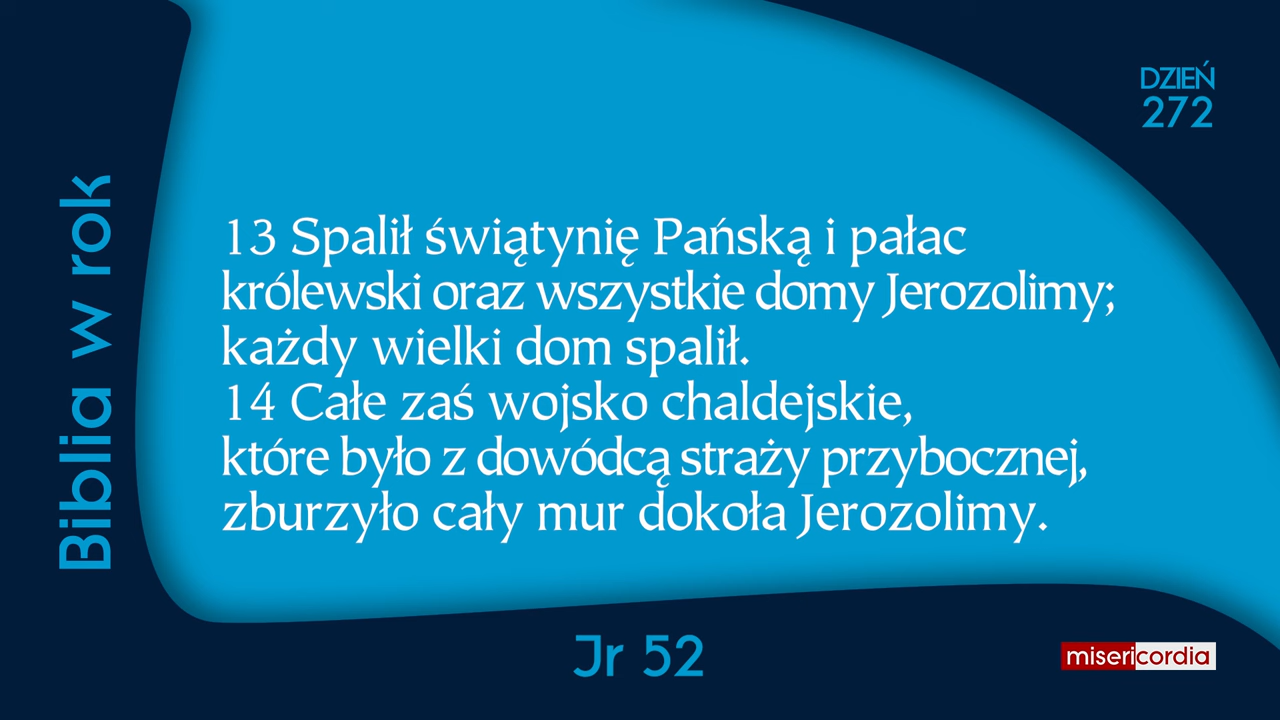 DZIEŃ
272
Biblia w rok
13 Spalił świątynię Pańską i pałac
królewski oraz wszystkie domy Jerozolimy;
każdy wielki dom spalił.
14 Całe zaś wojsko chaldejskie,
które było z dowódcą straży przybocznej,
zburzyło cały mur dokoła Jerozolimy.
Jr 52
misericordia